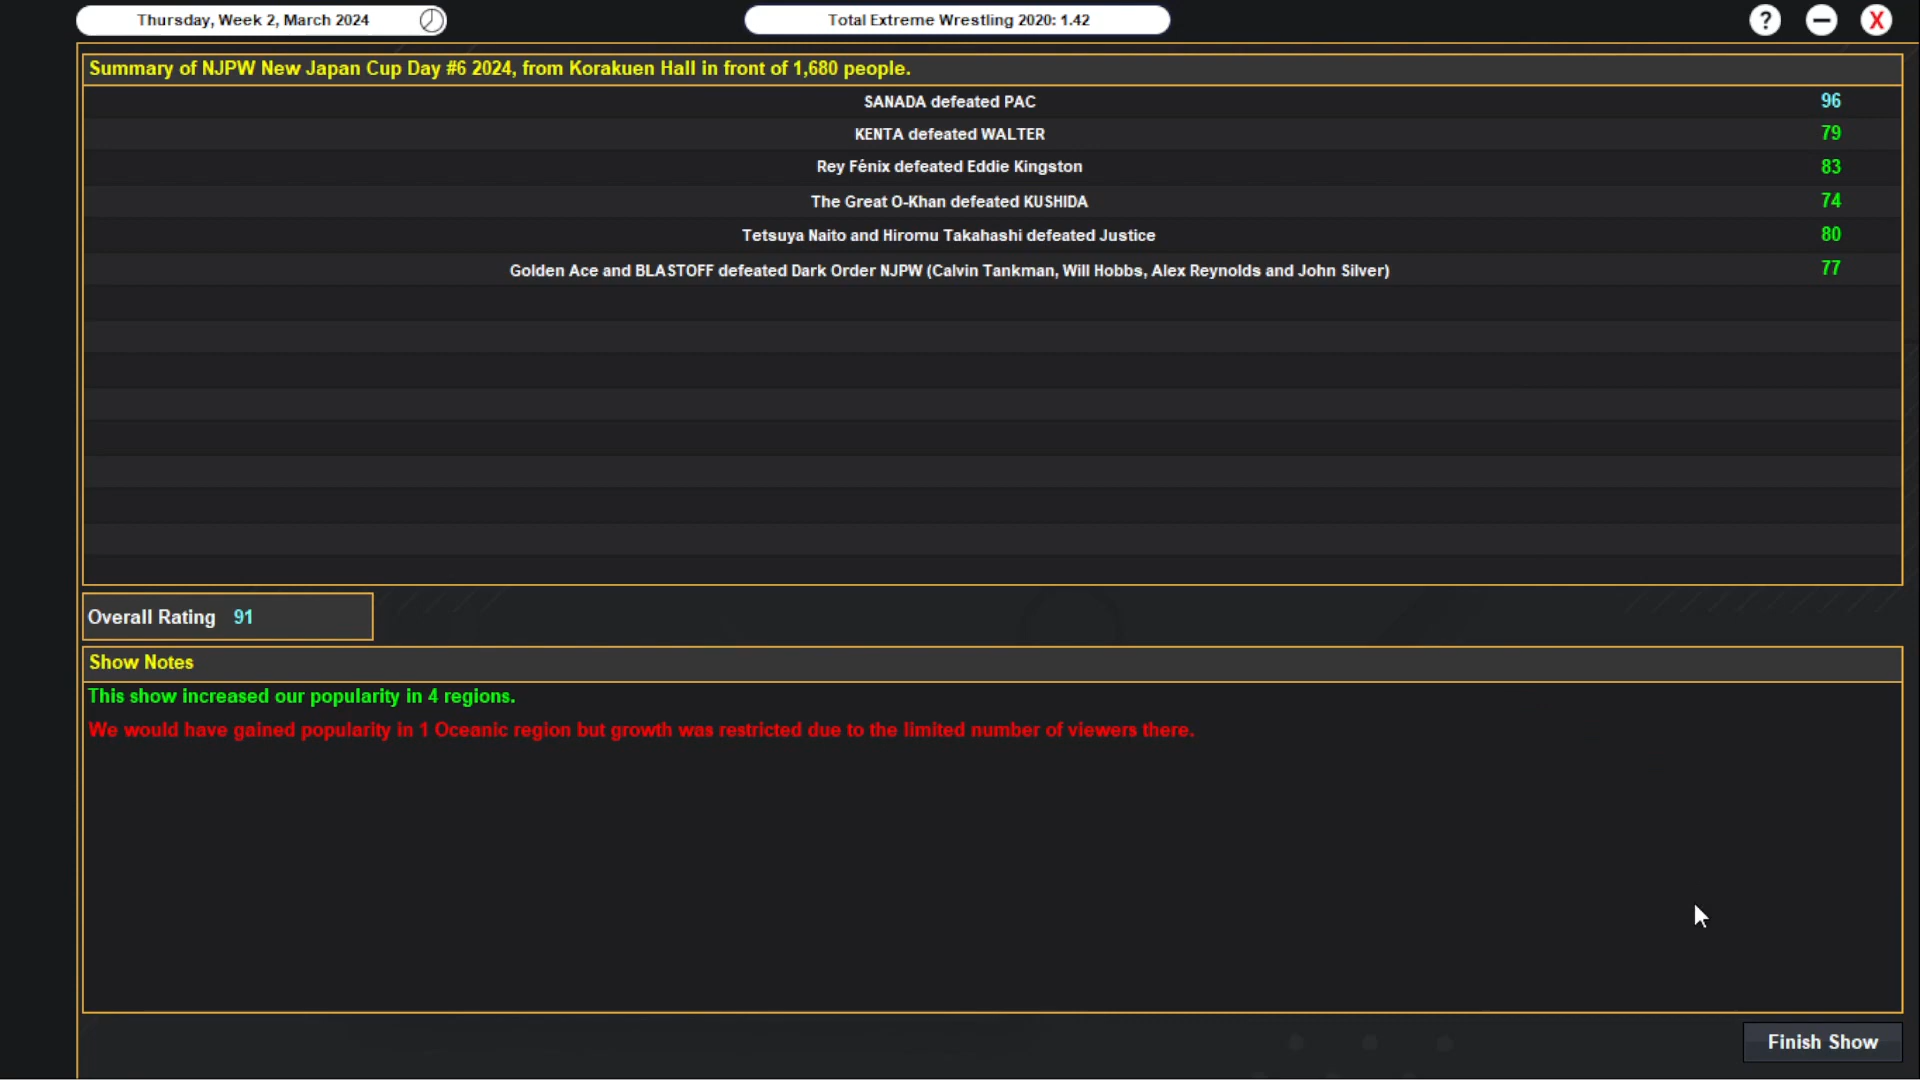 Thursday, Week 2, March 2024
Total Extreme Wrestling 2020: 1.42
?
X
Summary of NJPW New Japan Cup Day #6 2024, from Korakuen Hall in front of 1,680 people.
SANADA defeated PAC 96
KENTA defeated WALTER 79
Rey Fénix defeated Eddie Kingston 83
The Great O-Khan defeated KUSHIDA 74
Tetsuya Naito and Hiromu Takahashi defeated Justice 80
Golden Ace and BLASTOFF defeated Dark Order NJPW (Calvin Tankman, Will Hobbs, Alex Reynolds and John Silver) 77
Overall Rating 91
Show Notes
This show increased our popularity in 4 regions.
We would have gained popularity in 1 Oceanic region but growth was restricted due to the limited number of viewers there.
Finish Show